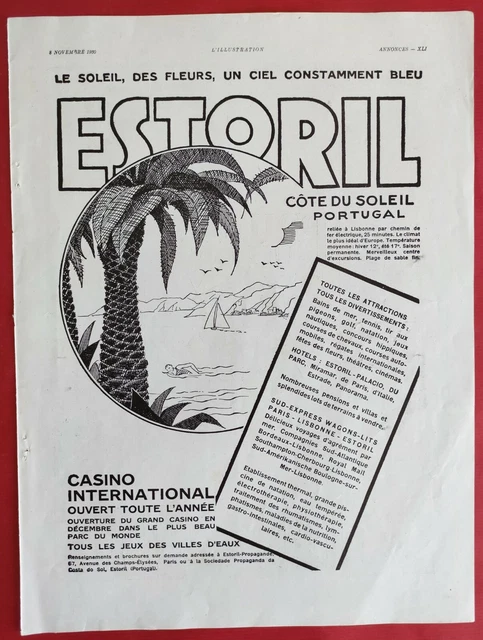 NOVEMBRE
L'ILLUSTRATION
ANNONCES — XLI
LE SOLEIL, DES FLEURS, UN CIEL CONSTAMMENT BLEU
ESTORIL
CÔTE DU SOLEIL
PORTUGAL
reliée à Lisbonne par chemin de
fer électrique, 25 minutes. Le climat
le plus idéal d'Europe. Température
moyenne : hiver 12°, été 17°. Saison
permanente. Merveilleux centre
d'excursions. Plage de sable fin.
TOUTES LES ATTRACTIONS
TOUS LES DIVERTISSEMENTS :
Bains de mer, tennis, tir aux
pigeons, golf, natation, jeux
nautiques, concours hippiques,
courses de chevaux, courses auto-
mobiles, régates internationales,
fêtes des fleurs, théâtres, cinémas.
HOTELS : ESTORIL-PALACIO, DU
PARC, Miramar, de Paris, d'Italie,
Estrade, Panorama.
Nombreuses pensions et villas et
splendides lots de terrains à vendre.
SUD-EXPRESS WAGONS-LITS
PARIS - LISBONNE - ESTORIL
Délicieux voyages d'agrément par
mer. Compagnies Sud-Atlantique
Bordeaux-Lisbonne, Royal Mail
Southampton-Cherbourg-Lisbonne,
Sud-Amérikanische Boulogne-sur-
Mer-Lisbonne.
Etablissement thermal, grande pis-
cine de natation, eau tempérée,
électrothérapie, physiothérapie,
traitement des rhumatismes, lym-
phatismes, maladies de la nutrition,
gastro-intestinales, cardio-vascu-
laires, etc.
CASINO
INTERNATIONAL
OUVERT TOUTE L'ANNÉE
OUVERTURE DU GRAND CASINO EN
DÉCEMBRE DANS LE PLUS BEAU
PARC DU MONDE
TOUS LES JEUX DES VILLES D'EAUX
Renseignements et brochures sur demande adressée à Estoril-Propagande,
87, Avenue des Champs-Élysées, Paris ou à la Sociedade Propaganda da
Costa do Sol, Estoril (Portugal).